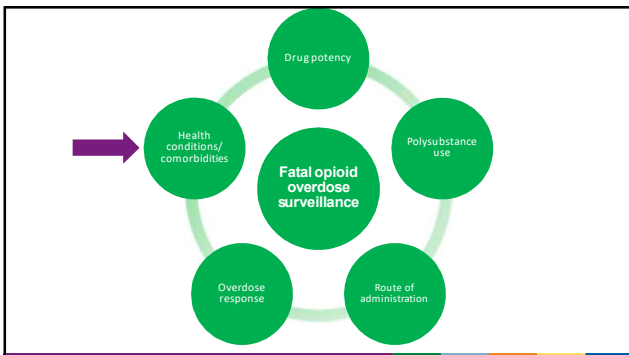 Drug potency
Health
conditions/
comorbidities
Polysubstance
use
Fatal opioid
overdose
surveillance
Overdose
response
Route of
administration